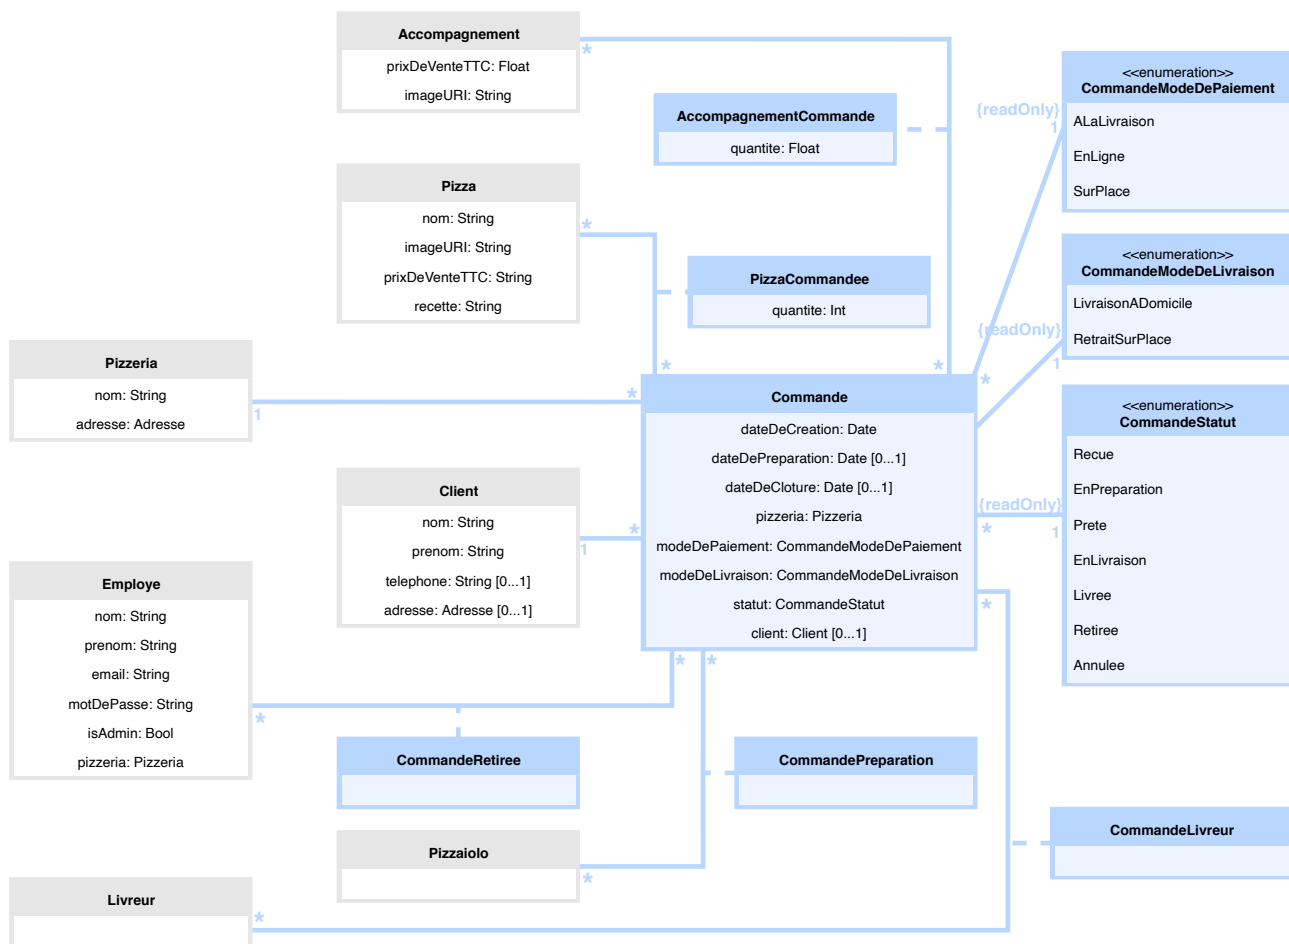 Accompagnement
prixDeVenteTTC: Float
imageURI: String
*
AccompagnementCommande
quantite: Float
{readOnly}
1
<<enumeration>>
CommandeModeDePaiement
ALaLivraison
EnLigne
SurPlace
Pizza
nom: String
imageURI: String
prixDeVenteTTC: String
recette: String
*
PizzaCommandee
quantite: Int
<<enumeration>>
CommandeModeDeLivraison
LivraisonADomicile
RetraitSurPlace
{readOnly}
1
Pizzeria
nom: String
adresse: Adresse
1
*
*
*
*
Commande
dateDeCreation: Date
dateDePreparation: Date [0...1]
dateDeCloture: Date [0...1]
pizzeria: Pizzeria
modeDePaiement: CommandeModeDePaiement
modeDeLivraison: CommandeModeDeLivraison
statut: CommandeStatut
client: Client [0...1]
<<enumeration>>
CommandeStatut
Recue
EnPreparation
Prete
EnLivraison
Livree
Retiree
Annulee
{readOnly}
*
1
Client
nom: String
prenom: String
telephone: String [0...1]
adresse: Adresse [0...1]
1
*
Employe
nom: String
prenom: String
email: String
motDePasse: String
isAdmin: Bool
pizzeria: Pizzeria
*
*
*
*
CommandeRetiree
CommandePreparation
CommandeLivreur
Pizzaiolo
*
Livreur
*